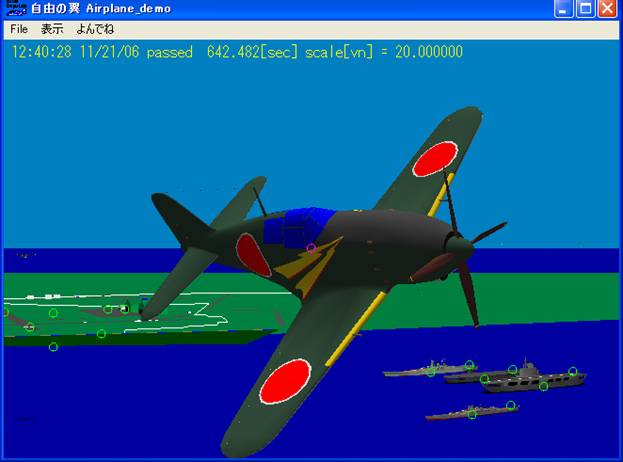 自由の翼 Airplane_demo
File 表示 よんでね
12:40:28 11/21/06 passed 642.482[sec] scale[vn] = 20.000000